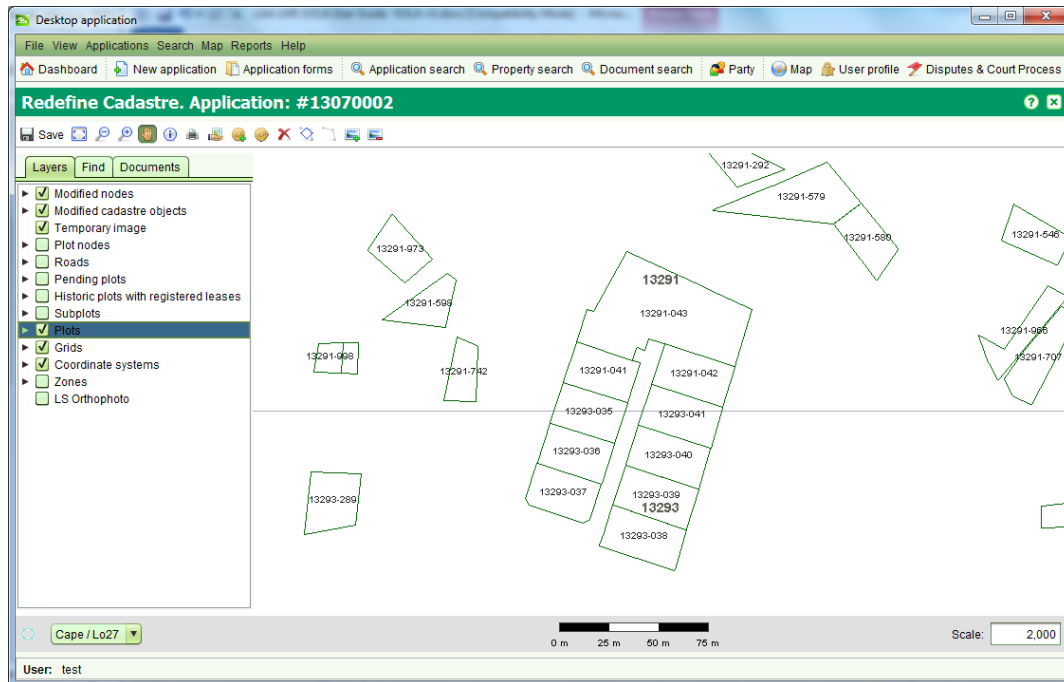 Desktop application
File View Applications Search Map Reports Help
Dashboard New application Application forms Application search Property search Document search Party Map User profile Disputes & Court Process
Redefine Cadastre. Application: #13070002
Save
Layers Find Documents
Modified nodes
Modified cadastre objects
Temporary image
Plot nodes
Roads
Pending plots
Historic plots with registered leases
Subplots
Plots
Grids
Coordinate systems
Zones
LS Orthophoto
13291-292
13291-579
13291-973
13291-580
13291-546
13291
13291-598
13291-043
13291-966
13291-998
13291-707
13291-742
13291-041
13291-042
13293-035
13293-041
13293-036
13293-040
13293-037
13293-039
13293-289
13293
13293-038
Cape / Lo27
0 m 25 m 50 m 75 m
Scale: 2,000
User: test